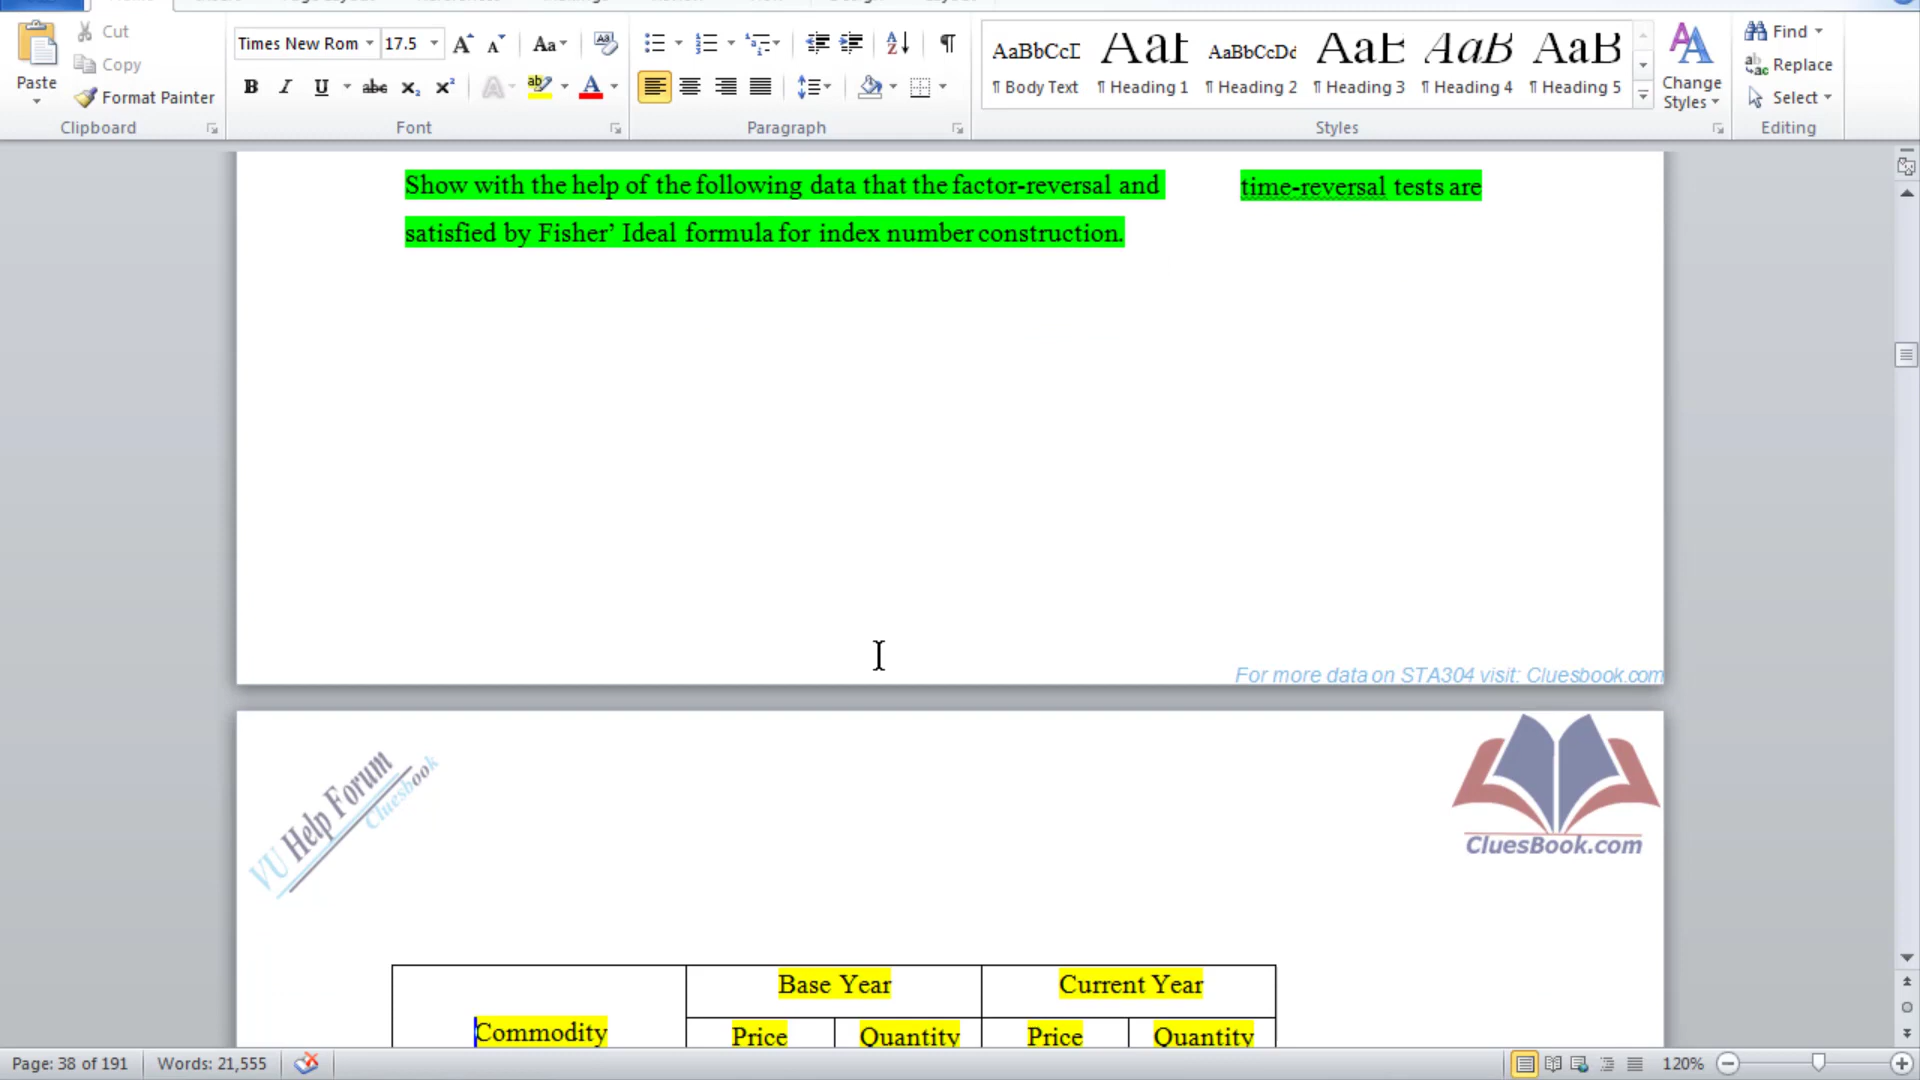 Cut
Copy
Format Painter
Paste
Clipboard
Times New Rom
17.5
Font
Paragraph
AaBbCcD
AaB
AaBbCcDd
AaB
AaB
AaB
¶ Body Text
¶ Heading 1
¶ Heading 2
¶ Heading 3
¶ Heading 4
¶ Heading 5
Change
Styles
Styles
Find
Replace
Select
Editing
Show with the help of the following data that the factor-reversal and time-reversal tests are
satisfied by Fisher’ Ideal formula for index number construction.
For more data on STA304 visit: Cluesbook.com
VU Help Forum
Cluesbook
CluesBook.com
Base Year
Current Year
Commodity
Price
Quantity
Price
Quantity
Page: 38 of 191
Words: 21,555
120%